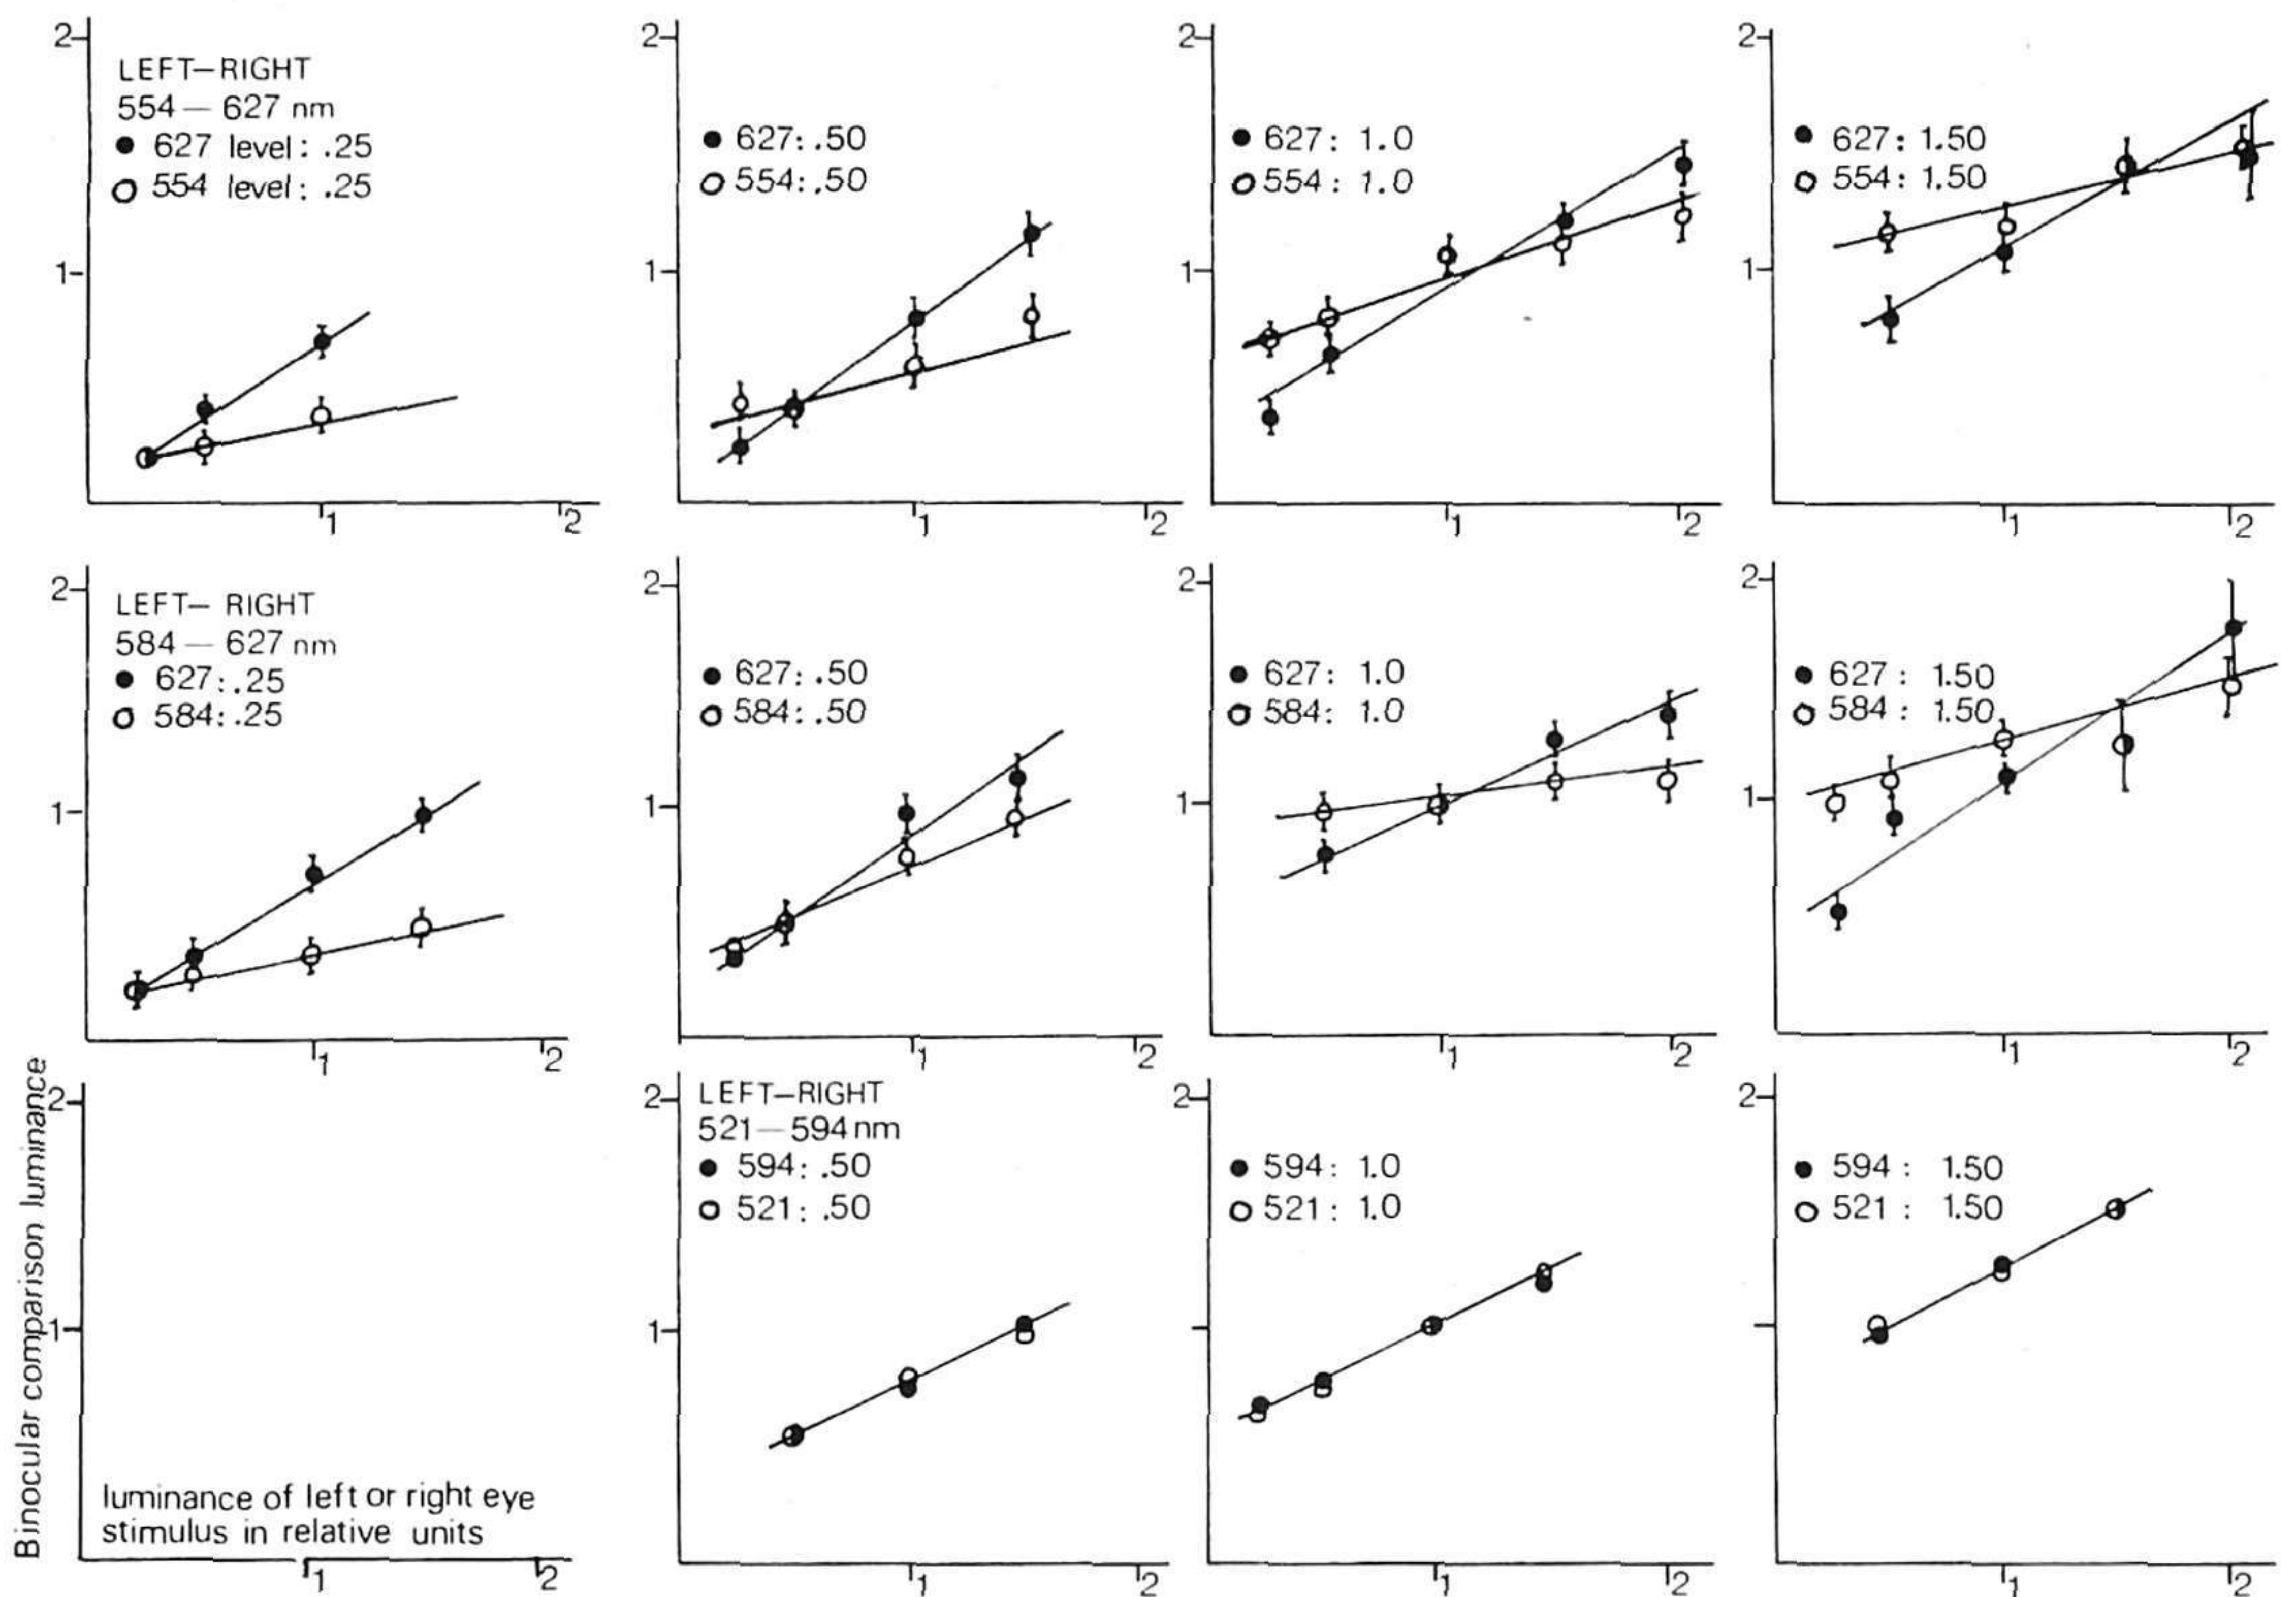 2
1
LEFT—RIGHT
554 — 627 nm
● 627 level: .25
O 554 level: .25
1
2
2
1
● 627: .50
O 554: .50
1
2
2
1
● 627: 1.0
O 554: 1.0
1
2
2
1
● 627: 1.50
O 554: 1.50
1
2
2
1
LEFT— RIGHT
584 — 627 nm
● 627: .25
O 584: .25
1
2
2
1
● 627: .50
O 584: .50
1
2
2
1
● 627: 1.0
O 584: 1.0
1
2
2
1
● 627: 1.50
O 584: 1.50
1
2
Binocular comparison luminance
2
1
luminance of left or right eye
stimulus in relative units
1
2
2
1
LEFT—RIGHT
521—594 nm
● 594: .50
O 521: .50
1
2
2
● 594: 1.0
O 521: 1.0
1
2
2
● 594: 1.50
O 521: 1.50
1
2